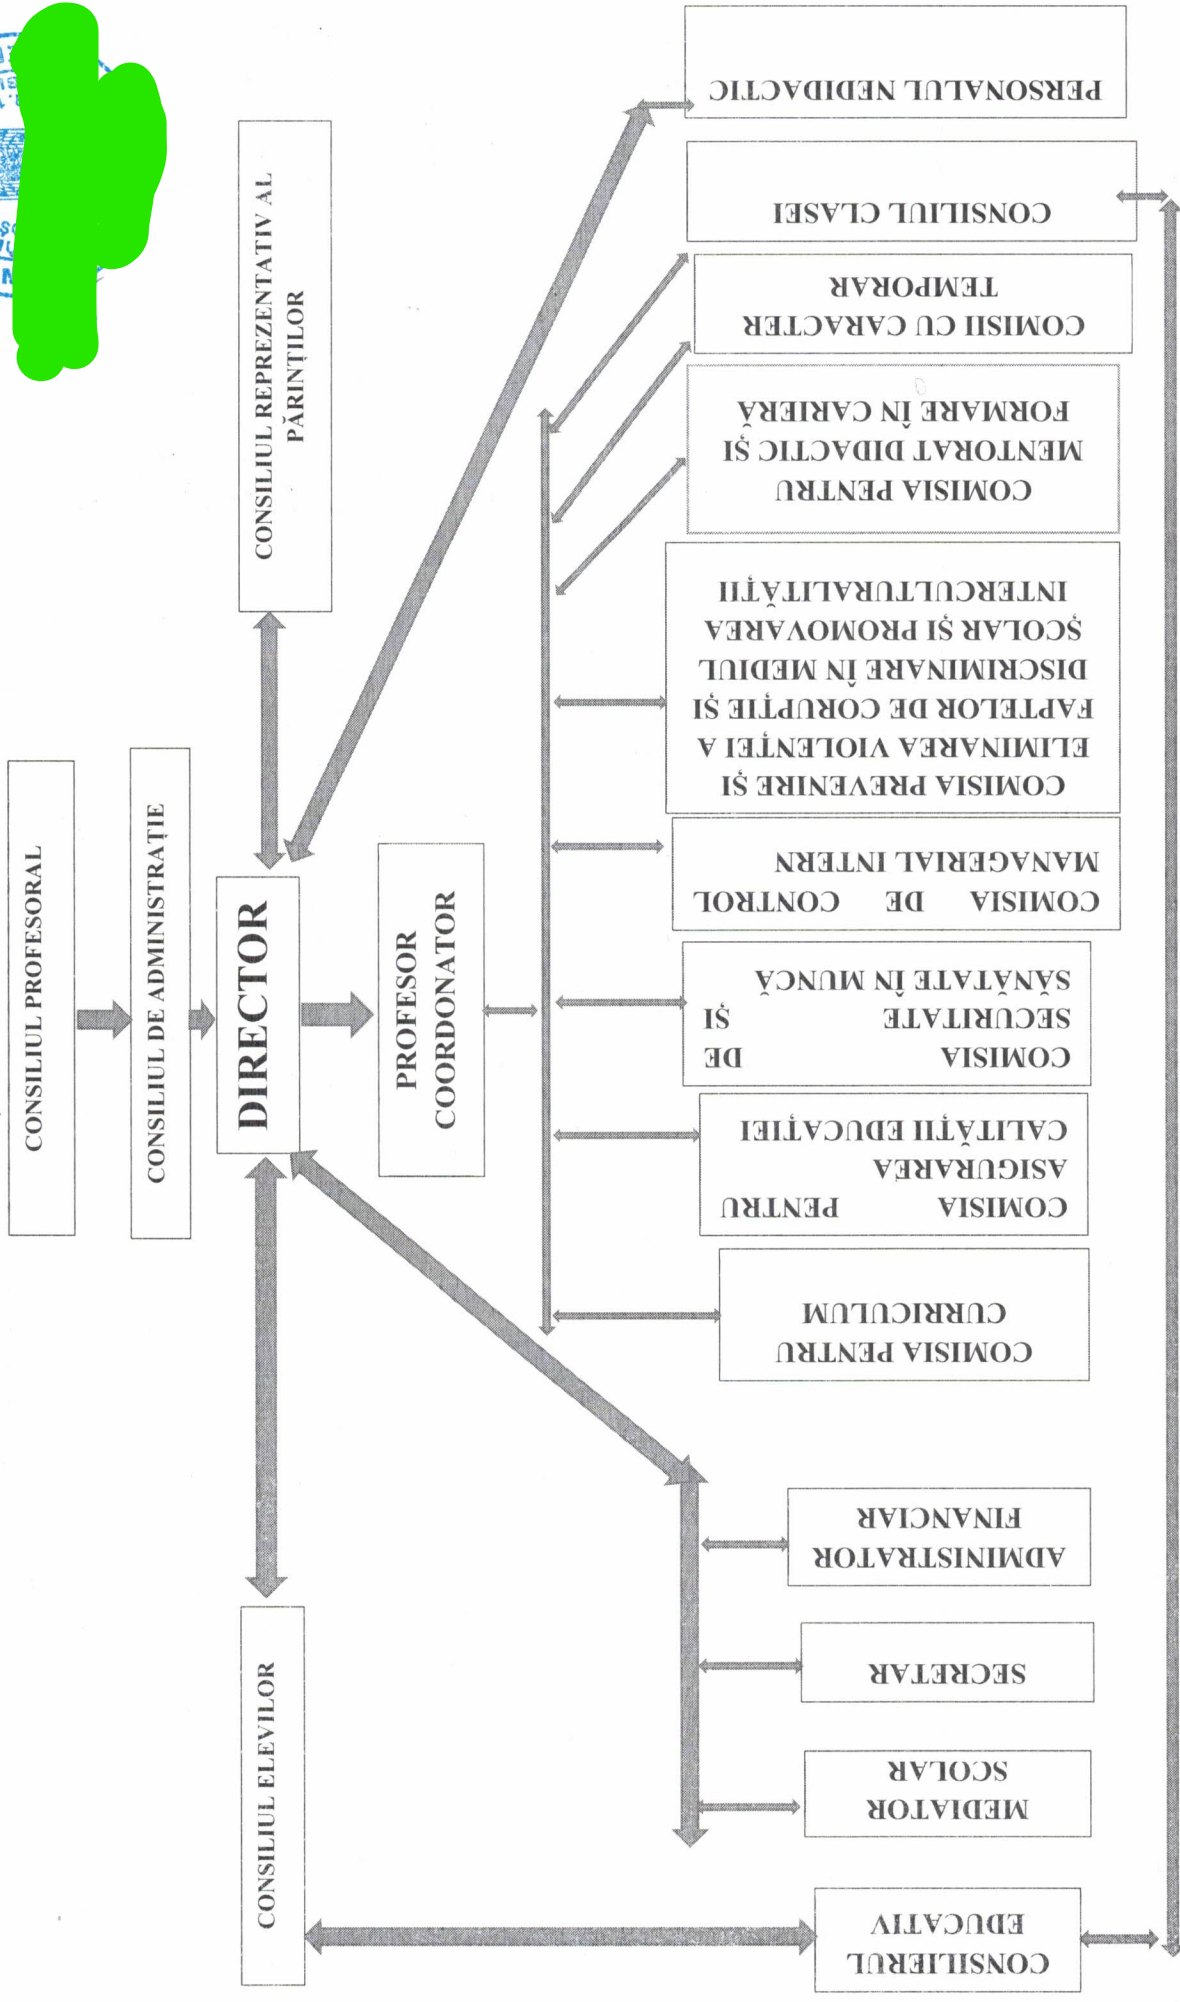 CONSILIUL PROFESORAL
CONSILIUL DE ADMINISTRAȚIE
CONSILIUL ELEVILOR
DIRECTOR
CONSILIUL REPREZENTATIV AL
PĂRINȚILOR
PROFESOR
COORDONATOR
CONSILIERUL
EDUCATIV
MEDIATOR
SCOLAR
SECRETAR
ADMINISTRATOR
FINANCIAR
COMISIA PENTRU
CURRICULUM
COMISIA PENTRU
ASIGURAREA
CALITĂȚII EDUCAȚIEI
COMISIA DE
SECURITATE ȘI
SĂNĂTATE ÎN MUNCĂ
COMISIA DE CONTROL
MANAGERIAL INTERN
COMISIA PREVENIRE ȘI
ELIMINAREA VIOLENȚEI A
FAPTELOR DE CORUPȚIE ȘI
DISCRIMINARE ÎN MEDIUL
ȘCOLAR ȘI PROMOVAREA
INTERCULTURALITĂȚII
COMISIA PENTRU
MENTORAT DIDACTIC ȘI
FORMARE ÎN CARIERĂ
COMISII CU CARACTER
TEMPORAR
CONSILIUL CLASEI
PERSONALUL NEDIDACTIC